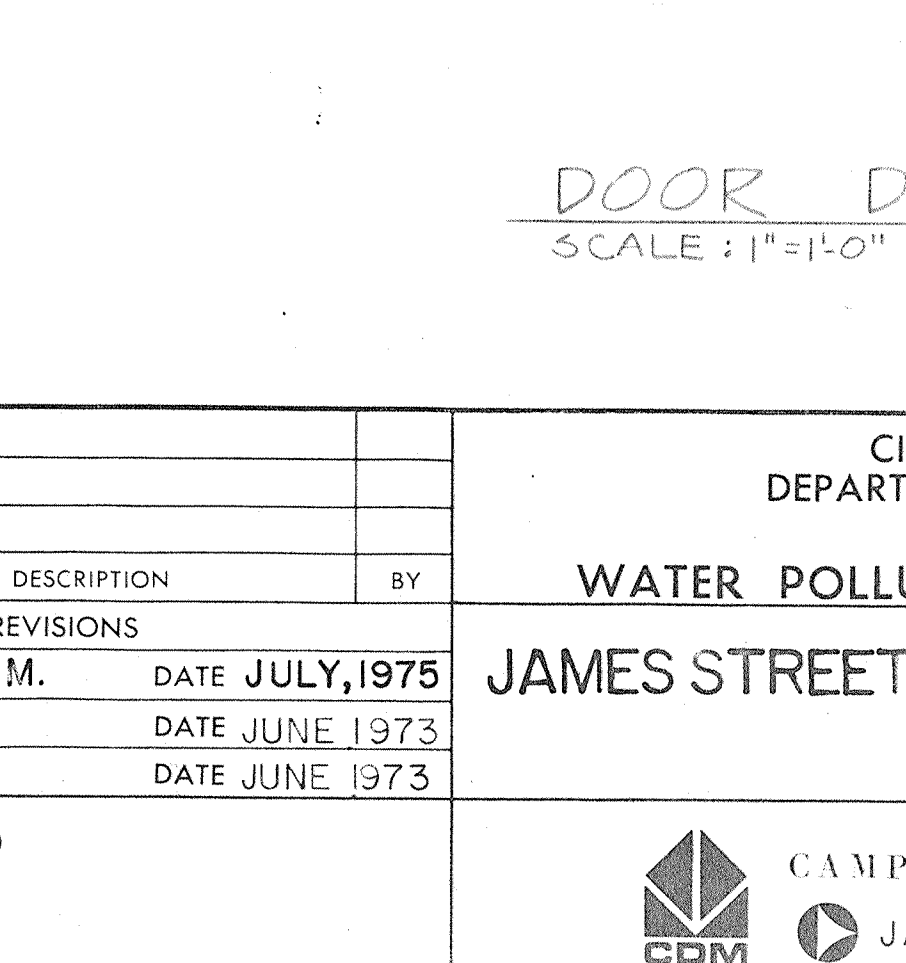 DOOR D
SCALE : 1"=1'-0"
CI
DEPART
WATER POLLU
DESCRIPTION BY
REVISIONS
M. DATE JULY, 1975
JAMES STREET
DATE JUNE 1973
DATE JUNE 1973
CAMP
JA
CDM